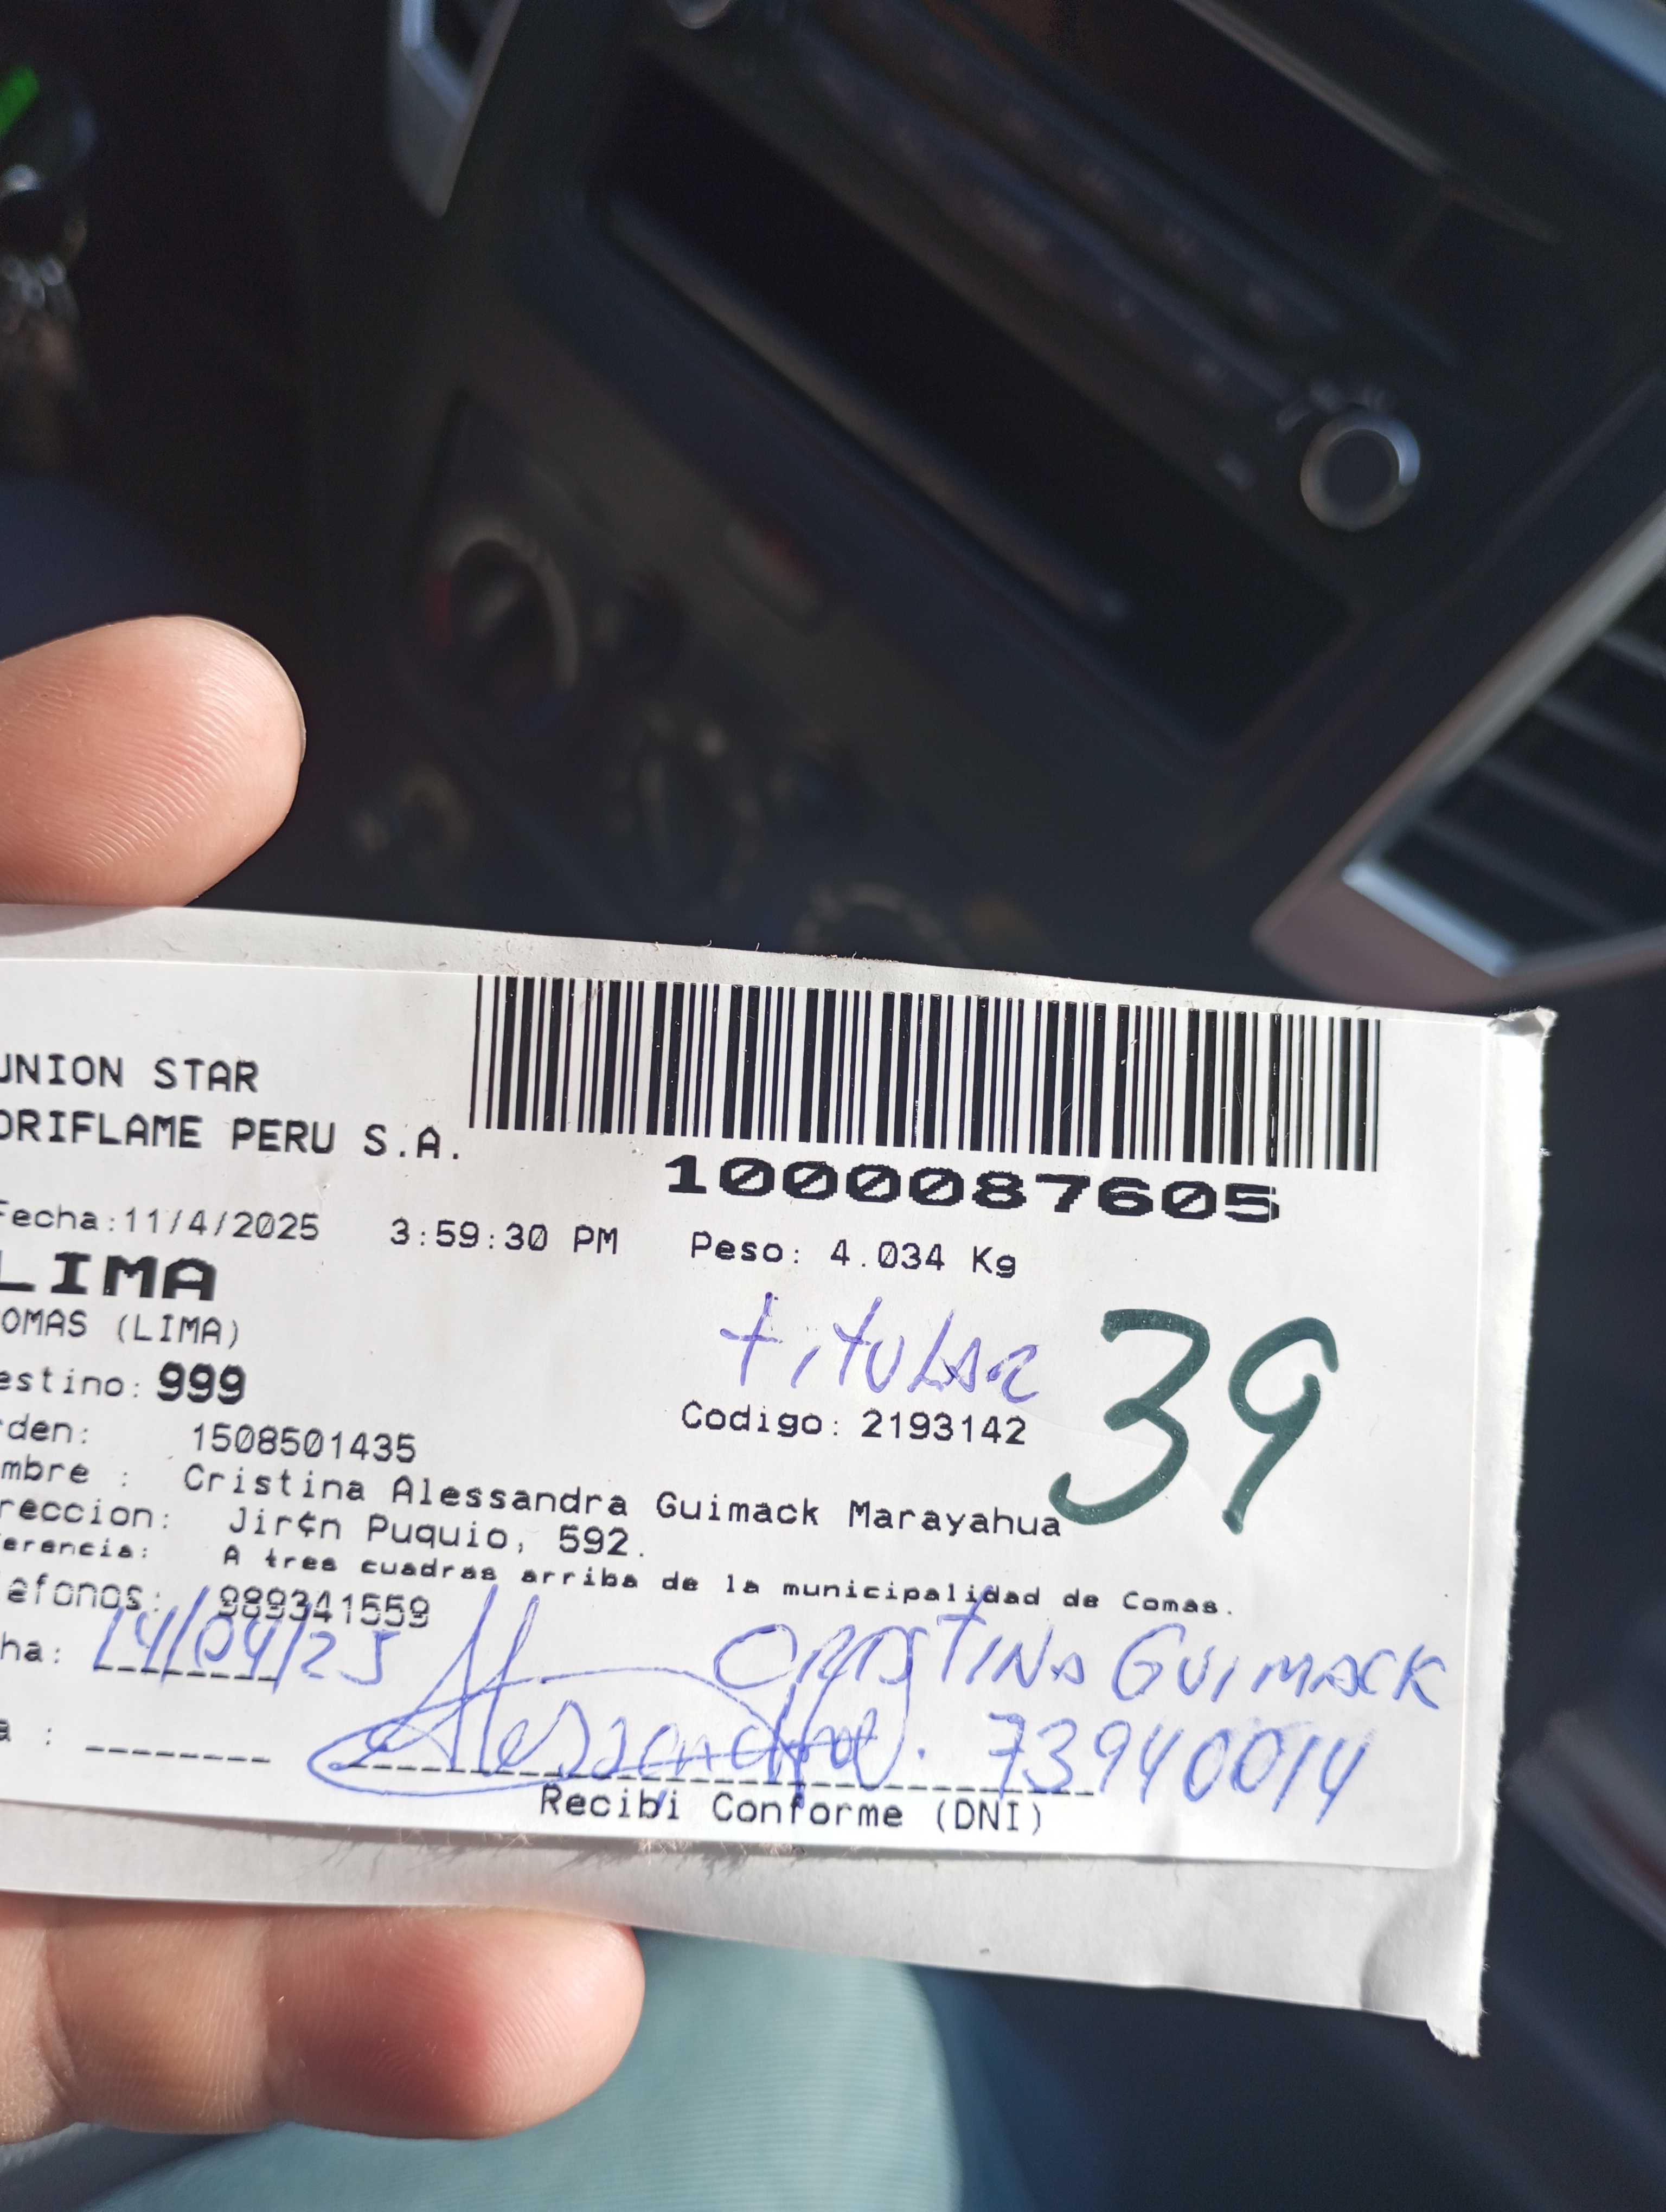 UNION STAR
ORIFLAME PERU S.A.
1000087605
Fecha:11/4/2025 3:59:30 PM Peso: 4.034 Kg
LIMA
OMAS (LIMA)
titular 39
estino: 999
Codigo: 2193142
rden: 1508501435
mbre : Cristina Alessandra Guimack Marayahua
reccion: Jir¢n Puquio, 592.
erencia: A tres cuadras arriba de la municipalidad de Comas.
efonos: 989341559
ha: 14/04/25 CRISTINA GUIMACK
a : Alessandra. 73940014
Recibi Conforme (DNI)